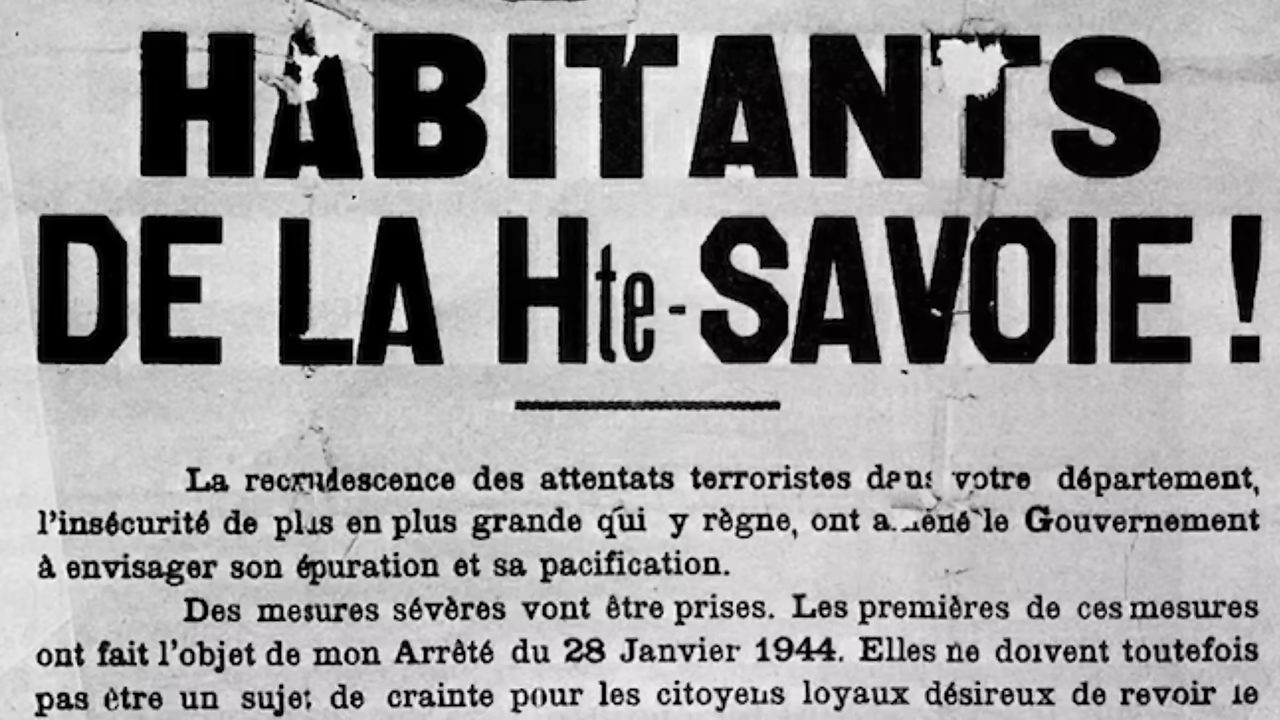 HABITANTS
DE LA Hte-SAVOIE !
La recrudescence des attentats terroristes dans votre département,
l'insécurité de plus en plus grande qui y règne, ont amené le Gouvernement
à envisager son épuration et sa pacification.
Des mesures sévères vont être prises. Les premières de ces mesures
ont fait l'objet de mon Arrêté du 28 Janvier 1944. Elles ne doivent toutefois
pas être un sujet de crainte pour les citoyens loyaux désireux de revoir le